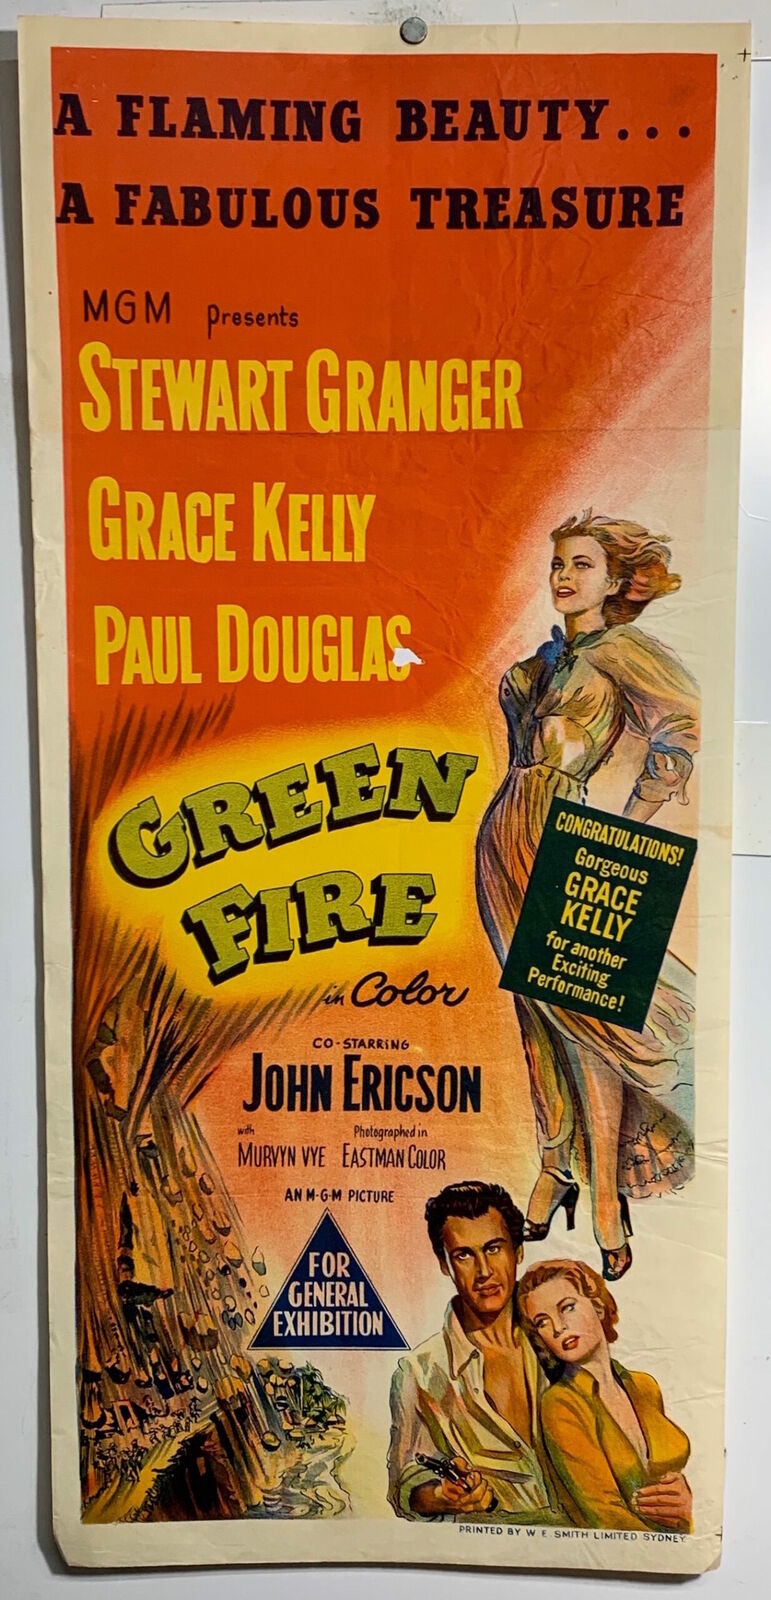 A FLAMING BEAUTY...
A FABULOUS TREASURE
MGM presents
STEWART GRANGER
GRACE KELLY
PAUL DOUGLAS
GREEN
FIRE
in Color
CONGRATULATIONS!
Gorgeous
GRACE
KELLY
for another
Exciting
Performance!
CO-STARRING
JOHN ERICSON
with Photographed in
MURVYN VYE EASTMAN COLOR
AN M-G-M PICTURE
FOR
GENERAL
EXHIBITION
PRINTED BY W. E. SMITH LIMITED SYDNEY